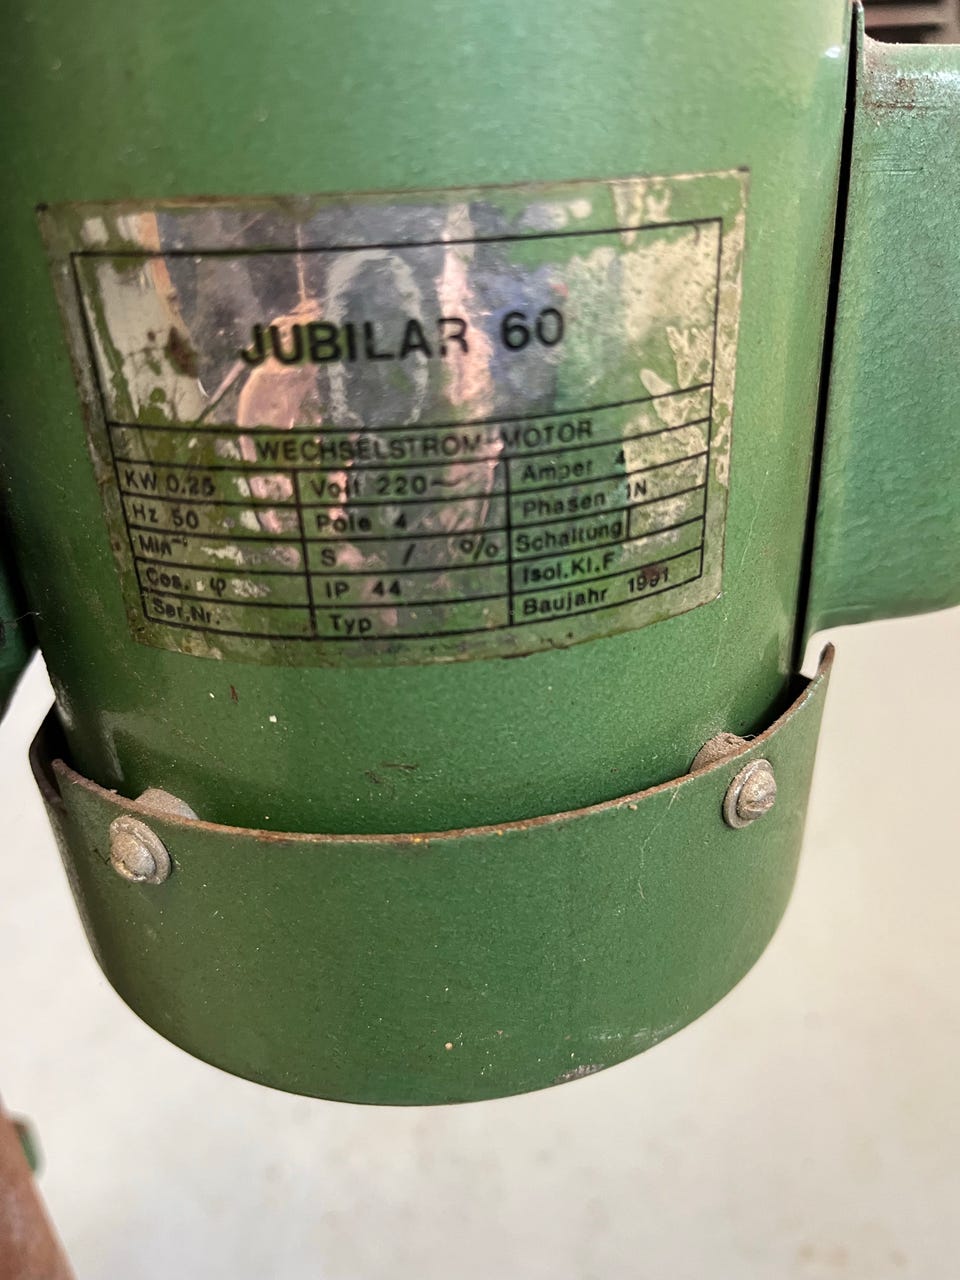 JUBILAR 60
WECHSELSTROM-MOTOR
KW 0.25 Volt 220~ Amper 4
Hz 50 Pole 4 Phasen 1N
Min⁻¹ S / % Schaltung
Cos. φ IP 44 Isol.Kl.F
Ser.Nr. Typ Baujahr 1991